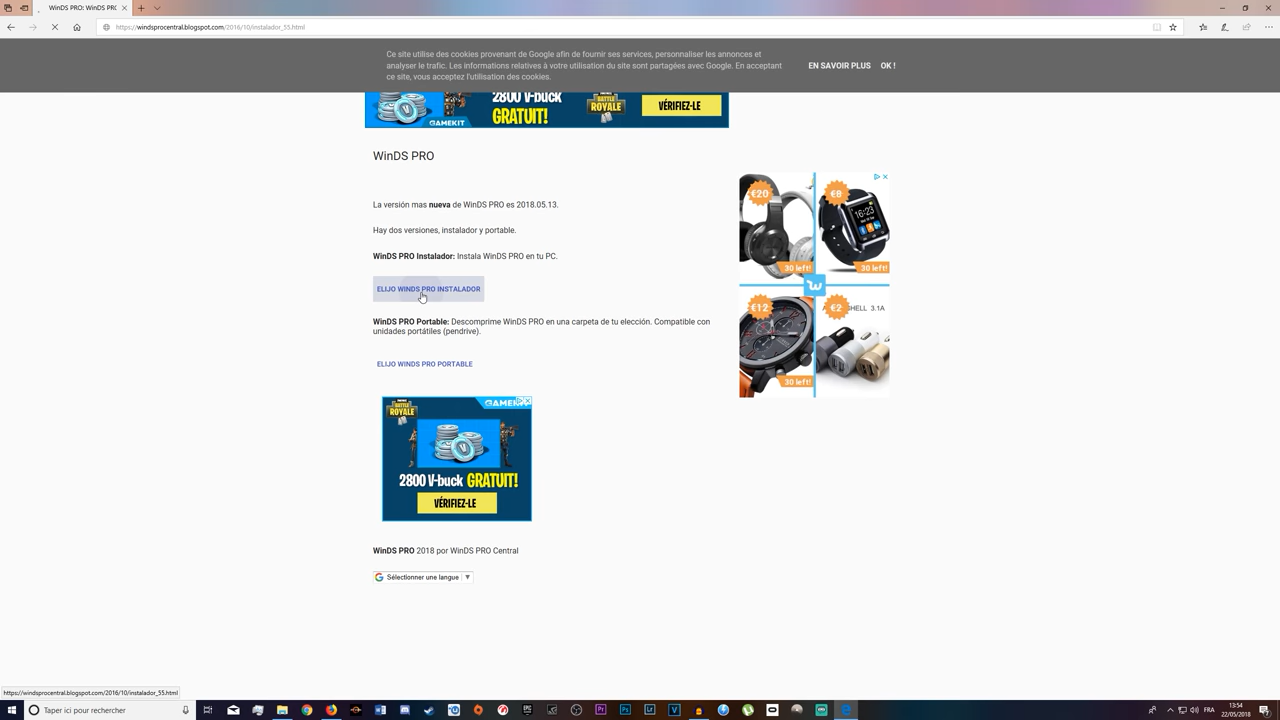 WinDS PRO: WinDS PRO
https://windsprocentral.blogspot.com/2016/10/instalador_55.html
Ce site utilise des cookies provenant de Google afin de fournir ses services, personnaliser les annonces et
analyser le trafic. Les informations relatives à votre utilisation du site sont partagées avec Google. En acceptant
ce site, vous acceptez l'utilisation des cookies.
EN SAVOIR PLUS OK !
2800 V-buck
GRATUIT!
GAMEKIT
BATTLE
ROYALE
VÉRIFIEZ-LE
WinDS PRO
La versión mas nueva de WinDS PRO es 2018.05.13.
Hay dos versiones, instalador y portable.
WinDS PRO Instalador: Instala WinDS PRO en tu PC.
ELIJO WINDS PRO INSTALADOR
WinDS PRO Portable: Descomprime WinDS PRO en una carpeta de tu elección. Compatible con
unidades portátiles (pendrive).
ELIJO WINDS PRO PORTABLE
€20
€8
16:23
30 left!
30 left!
€12
€2
SHELL 3.1A
30 left!
BATTLE
ROYALE
2800 V-buck GRATUIT!
VÉRIFIEZ-LE
WinDS PRO 2018 por WinDS PRO Central
Sélectionner une langue
https://windsprocentral.blogspot.com/2016/10/instalador_55.html
Taper ici pour rechercher
FRA
13:54
22/05/2018